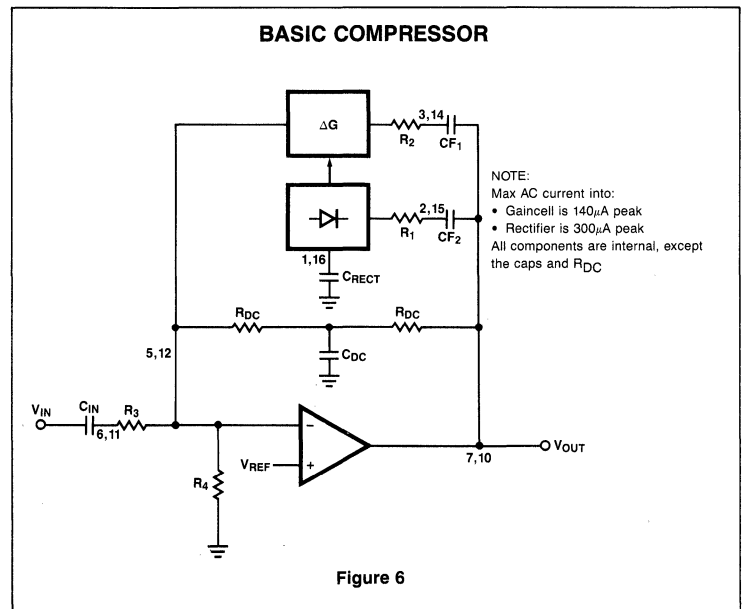 BASIC COMPRESSOR
ΔG
3,14
R2
CF1
NOTE:
Max AC current into:
• Gaincell is 140μA peak
• Rectifier is 300μA peak
All components are internal, except
the caps and RDC
2,15
R1
CF2
1,16
CRECT
RDC
RDC
5,12
CDC
VIN
CIN
6,11
R3
−
VREF
+
R4
7,10
VOUT
Figure 6